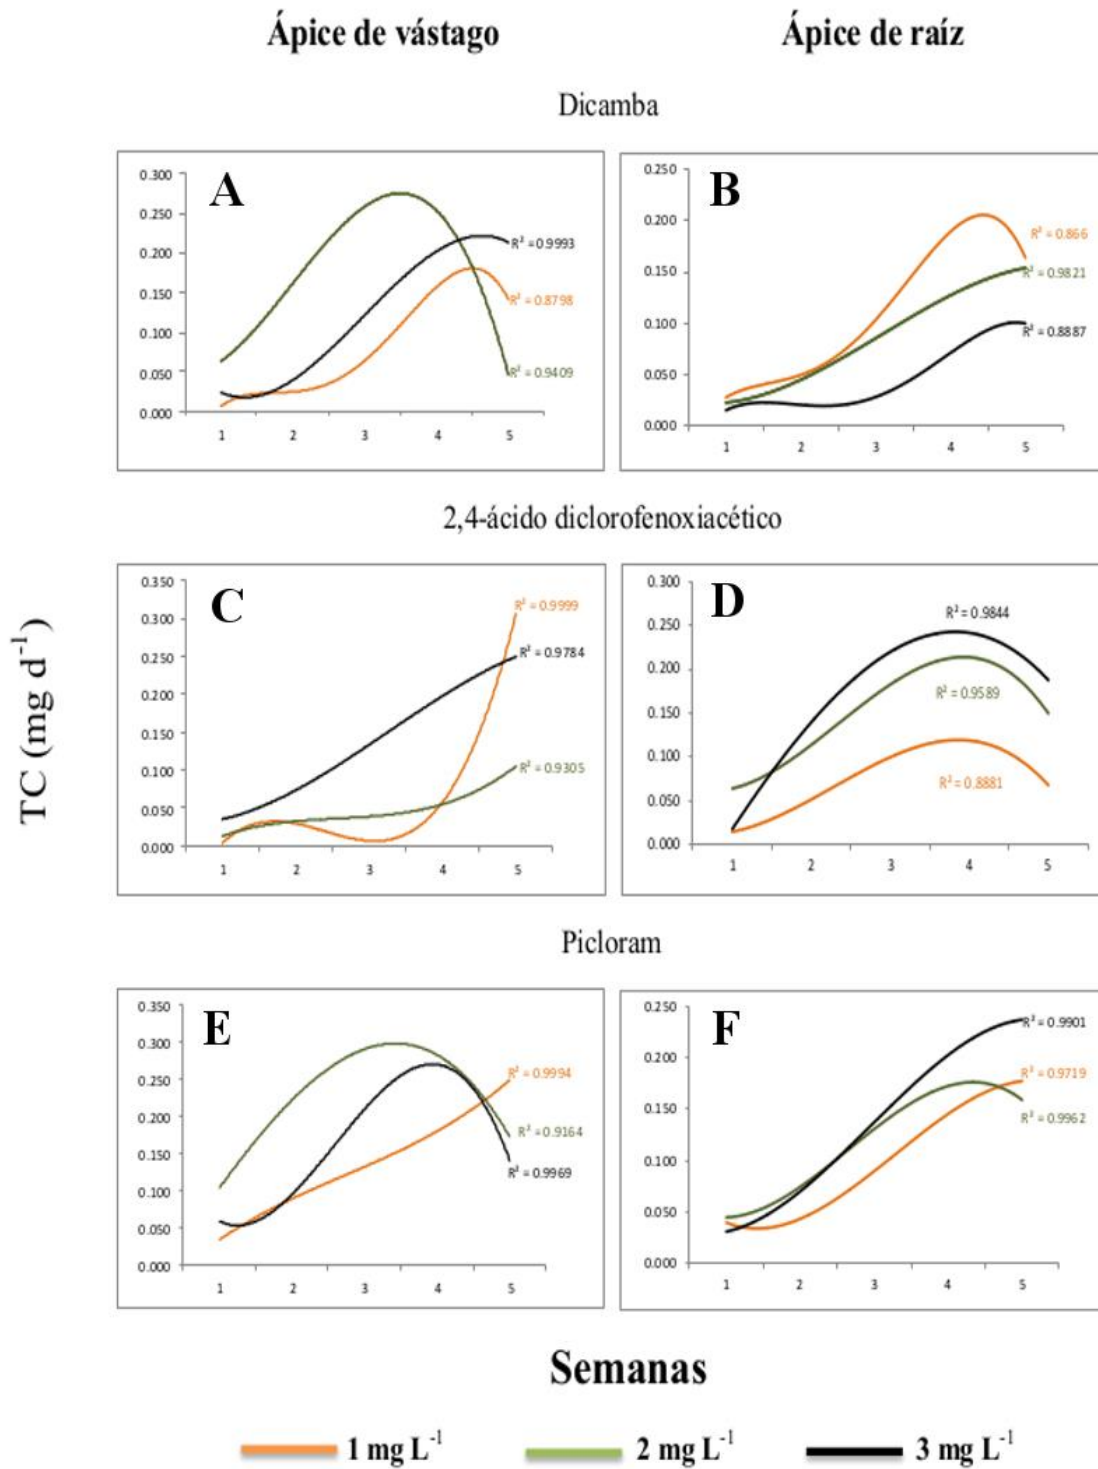 Ápice de vástago Ápice de raíz
Dicamba
A
0.300
0.250
0.200
0.150
0.100
0.050
0.000
1 2 3 4 5
R² = 0.9993
R² = 0.8798
R² = 0.9409
B
0.250
0.200
0.150
0.100
0.050
0.000
1 2 3 4 5
R² = 0.866
R² = 0.9821
R² = 0.8887
2,4-ácido diclorofenoxiacético
C
0.350
0.300
0.250
0.200
0.150
0.100
0.050
0.000
1 2 3 4 5
R² = 0.9999
R² = 0.9784
R² = 0.9305
D
0.300
0.250
0.200
0.150
0.100
0.050
0.000
1 2 3 4 5
R² = 0.9844
R² = 0.9589
R² = 0.8881
TC (mg d⁻¹)
Picloram
E
0.350
0.300
0.250
0.200
0.150
0.100
0.050
0.000
1 2 3 4 5
R² = 0.9994
R² = 0.9164
R² = 0.9969
F
0.250
0.200
0.150
0.100
0.050
0.000
1 2 3 4 5
R² = 0.9901
R² = 0.9719
R² = 0.9962
Semanas
1 mg L⁻¹ 2 mg L⁻¹ 3 mg L⁻¹